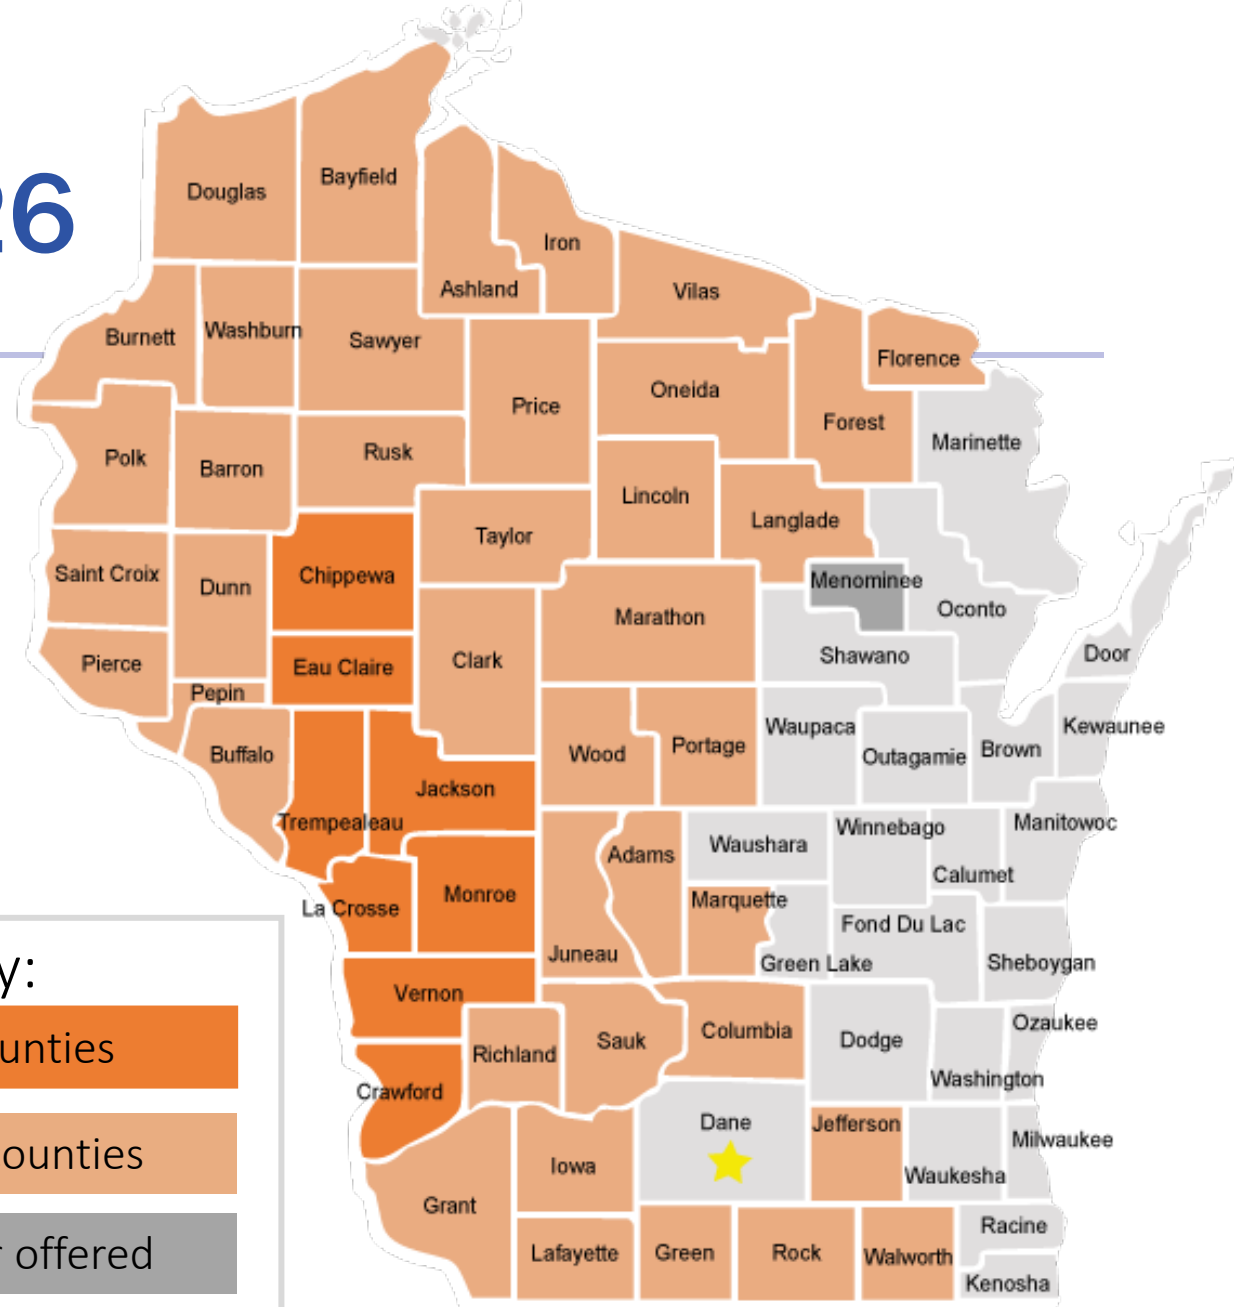 26
Douglas
Bayfield
Iron
Ashland
Vilas
Burnett
Washburn
Sawyer
Florence
Price
Oneida
Forest
Marinette
Polk
Barron
Rusk
Lincoln
Langlade
Taylor
Saint Croix
Dunn
Chippewa
Menominee
Oconto
Marathon
Pierce
Eau Claire
Clark
Shawano
Door
Pepin
Buffalo
Wood
Portage
Waupaca
Outagamie
Brown
Kewaunee
Jackson
Trempealeau
Adams
Waushara
Winnebago
Manitowoc
Calumet
La Crosse
Monroe
Marquette
Fond Du Lac
Juneau
Green Lake
Sheboygan
Vernon
Richland
Sauk
Columbia
Dodge
Ozaukee
Washington
Crawford
Dane
Jefferson
Milwaukee
Waukesha
Iowa
Grant
Lafayette
Green
Rock
Walworth
Racine
Kenosha
y:
unties
ounties
r offered